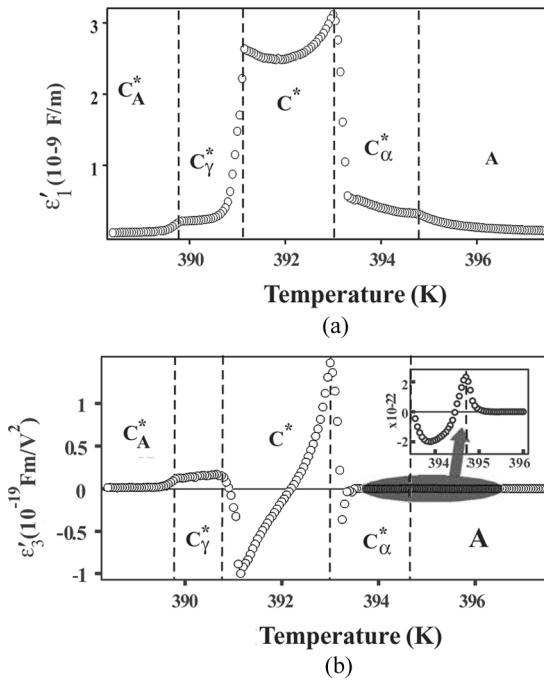 3
2
1
ε′₁ (10-9 F/m)
C*A
C*γ
C*
C*α
A
390 392 394 396
Temperature (K)
(a)
1
0.5
0
-0.5
-1
ε′₃(10⁻¹⁹ Fm/V²)
C*A
C*γ
C*
C*α
A
x10-22
2
0
-2
394 395 396
390 392 394 396
Temperature (K)
(b)